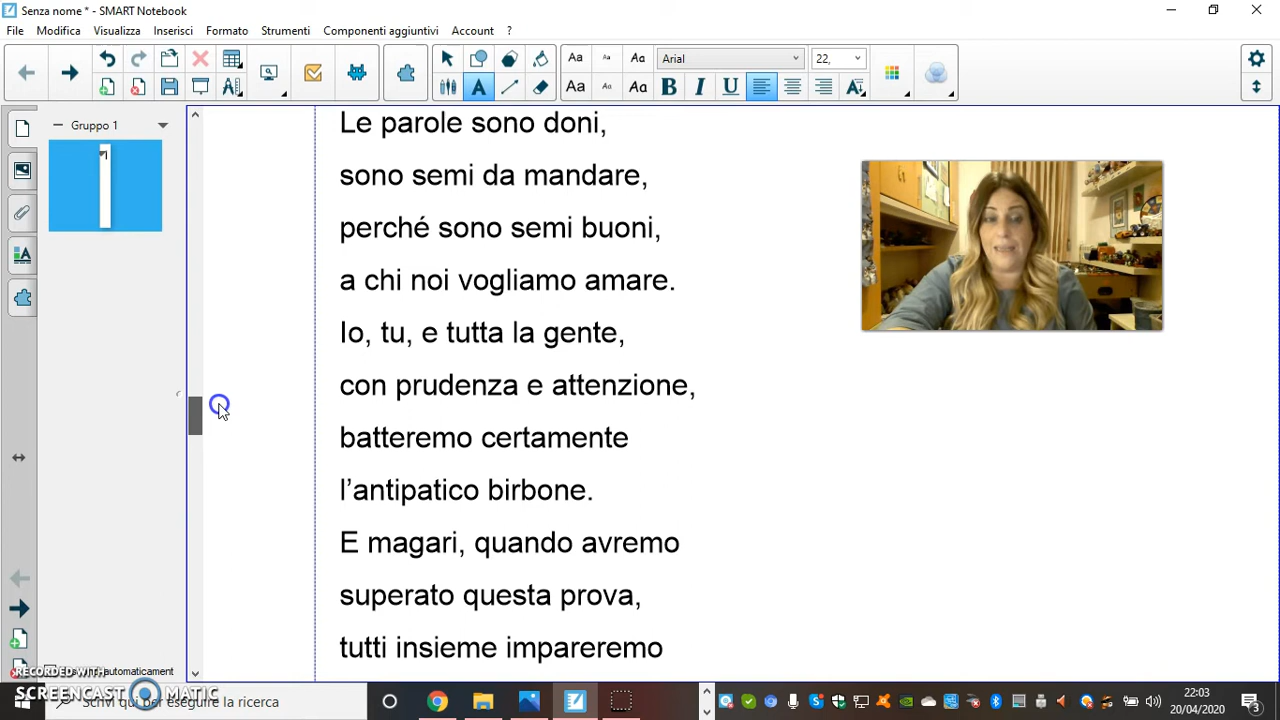 Senza nome * - SMART Notebook
File Modifica Visualizza Inserisci Formato Strumenti Componenti aggiuntivi Account ?
Arial 22,
Gruppo 1
Le parole sono doni,
sono semi da mandare,
perché sono semi buoni,
a chi noi vogliamo amare.
Io, tu, e tutta la gente,
con prudenza e attenzione,
batteremo certamente
l’antipatico birbone.
E magari, quando avremo
superato questa prova,
tutti insieme impareremo
RECORDED WITH
SCREENCAST MATIC
automaticament
Scrivi qui per eseguire la ricerca
22:03
20/04/2020
3